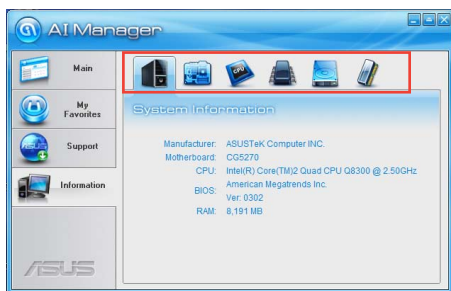 AI Manager
Main
My
Favorites
Support
Information
CPU
System Information
Manufacturer: ASUSTeK Computer INC.
Motherboard: CG5270
CPU: Intel(R) Core(TM)2 Quad CPU Q8300 @ 2.50GHz
BIOS: American Megatrends Inc.
Ver: 0302
RAM: 8,191 MB
ASUS